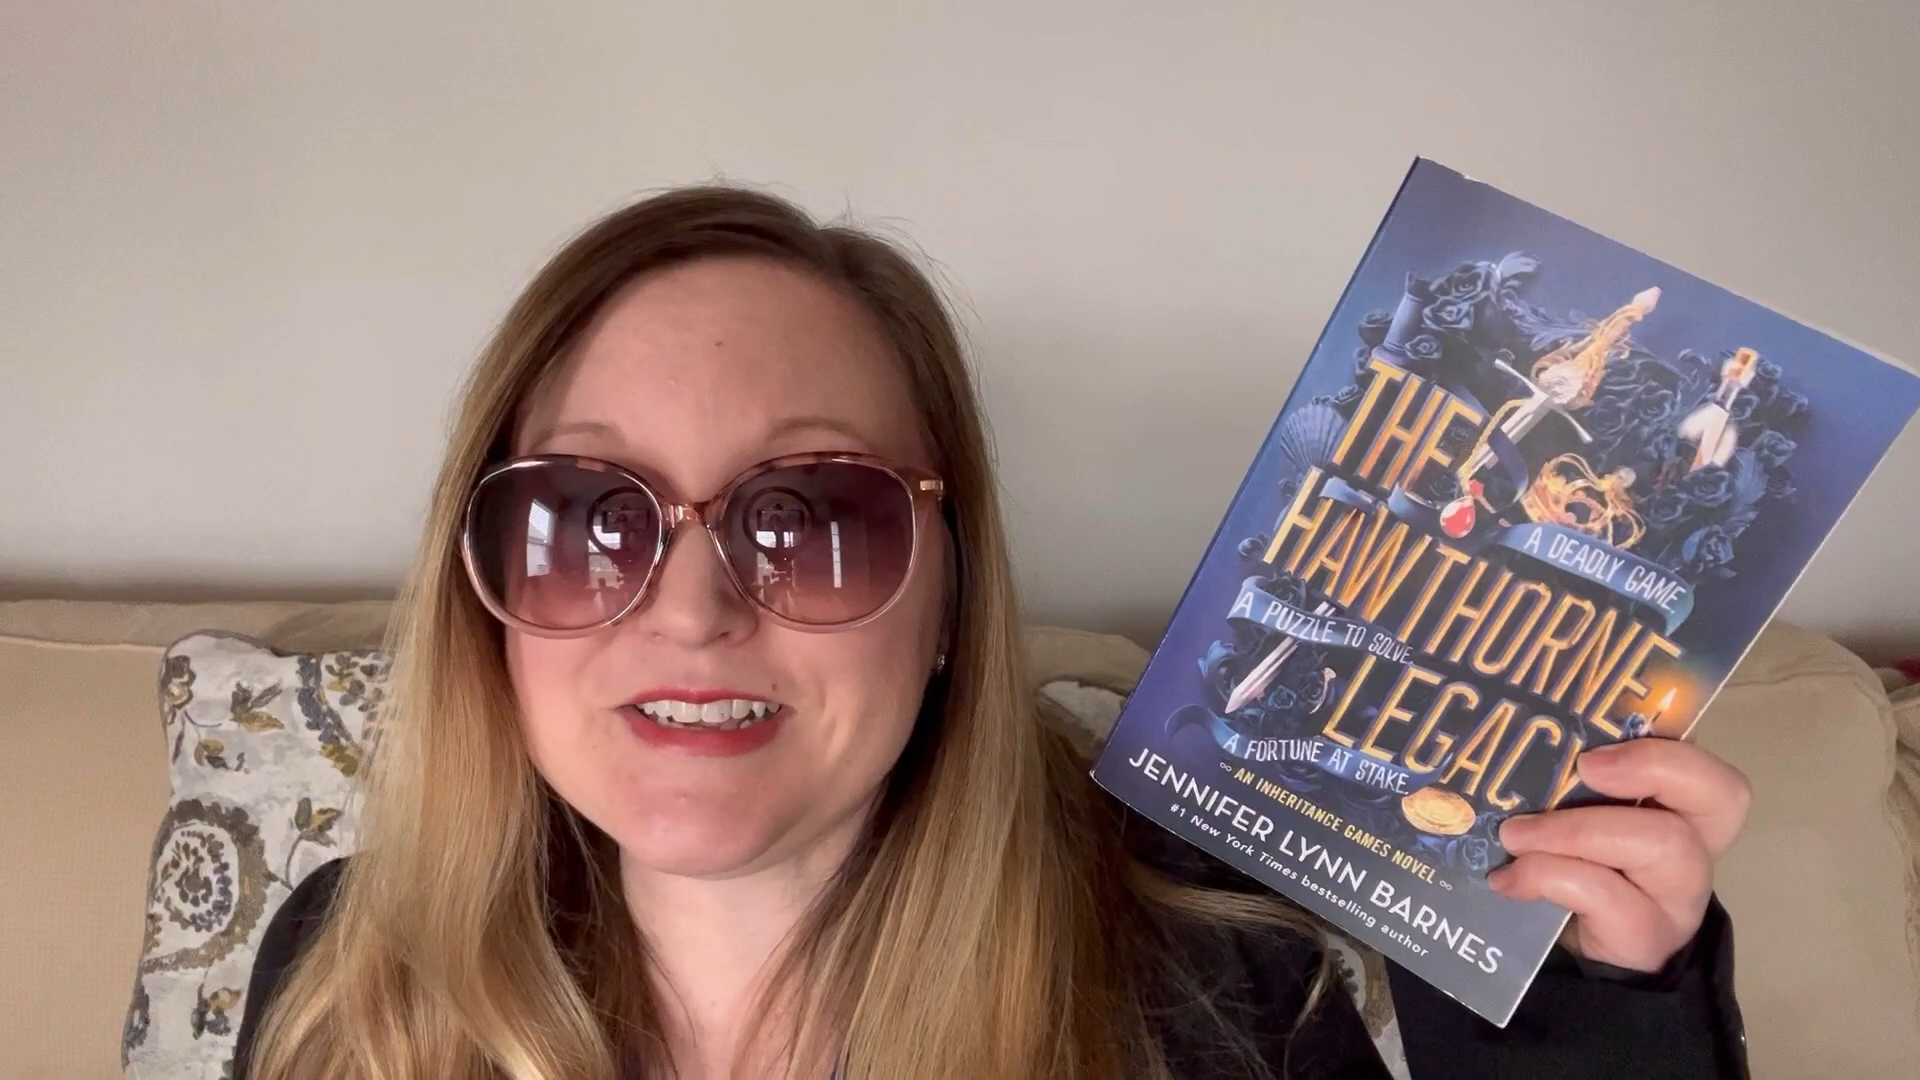 THE
HAWTHORNE
LEGACY
A DEADLY GAME
A PUZZLE TO SOLVE.
A FORTUNE AT STAKE.
AN INHERITANCE GAMES NOVEL
JENNIFER LYNN BARNES
#1 New York Times bestselling author